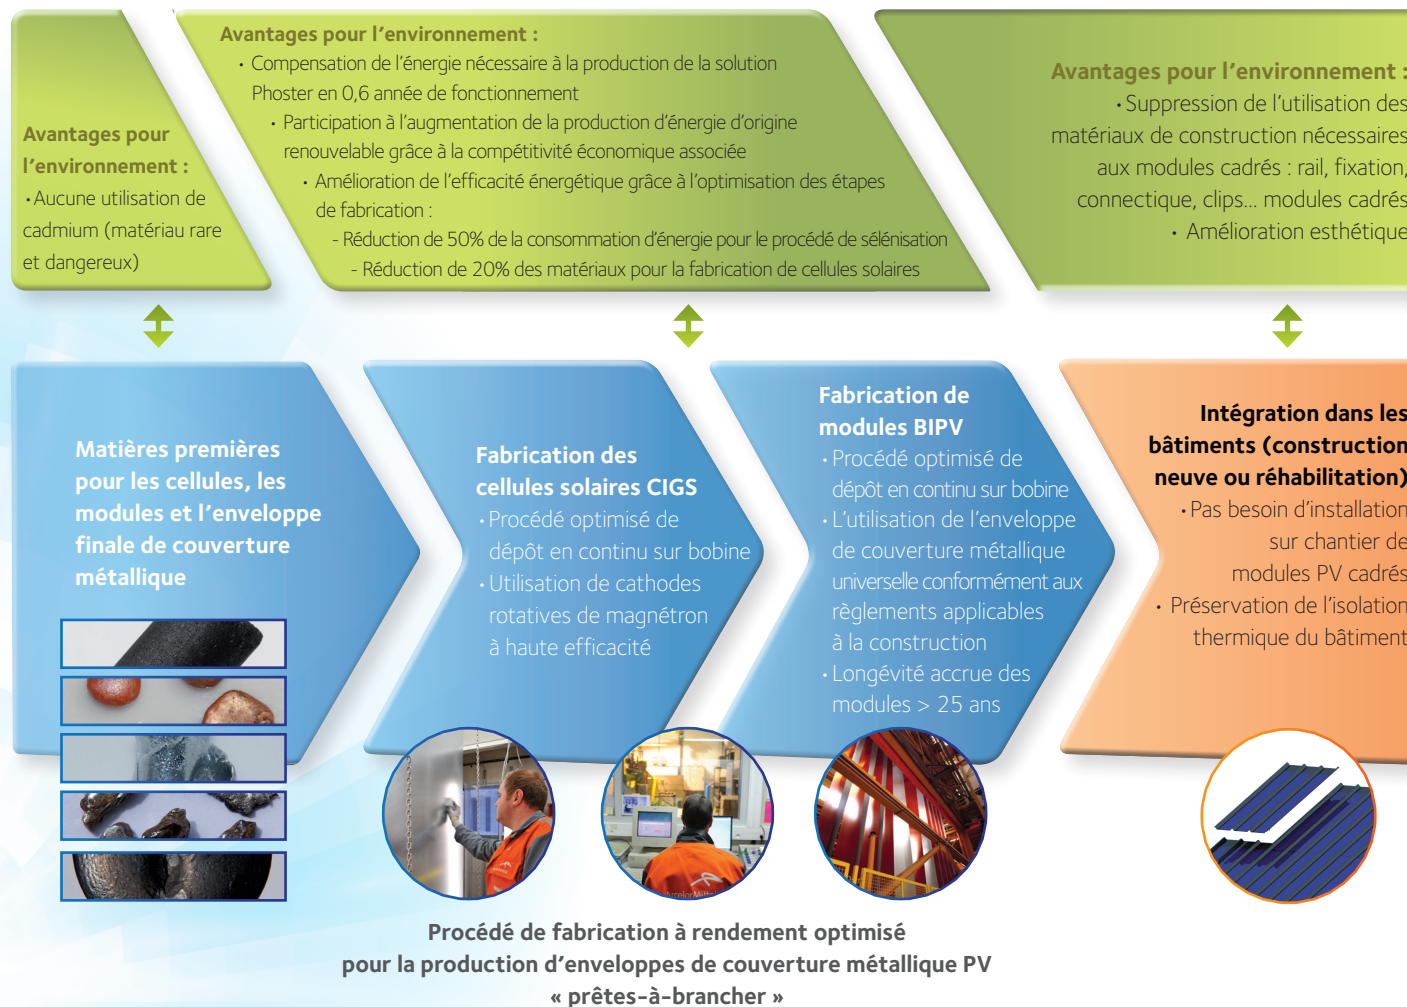 Avantages pour
l'environnement :
• Aucune utilisation de
cadmium (matériau rare
et dangereux)
Avantages pour l'environnement :
• Compensation de l'énergie nécessaire à la production de la solution
Phoster en 0,6 année de fonctionnement
• Participation à l'augmentation de la production d'énergie d'origine
renouvelable grâce à la compétitivité économique associée
• Amélioration de l'efficacité énergétique grâce à l'optimisation des étapes
de fabrication :
- Réduction de 50% de la consommation d'énergie pour le procédé de sélénisation
- Réduction de 20% des matériaux pour la fabrication de cellules solaires
Avantages pour l'environnement :
• Suppression de l'utilisation des
matériaux de construction nécessaires
aux modules cadrés : rail, fixation,
connectique, clips... modules cadrés
• Amélioration esthétique
Matières premières
pour les cellules, les
modules et l'enveloppe
finale de couverture
métallique
Fabrication des
cellules solaires CIGS
• Procédé optimisé de
dépôt en continu sur bobine
• Utilisation de cathodes
rotatives de magnétron
à haute efficacité
Fabrication de
modules BIPV
• Procédé optimisé de
dépôt en continu sur bobine
• L'utilisation de l'enveloppe
de couverture métallique
universelle conformément aux
règlements applicables
à la construction
• Longévité accrue des
modules > 25 ans
Intégration dans les
bâtiments (construction
neuve ou réhabilitation)
• Pas besoin d'installation
sur chantier de
modules PV cadrés
• Préservation de l'isolation
thermique du bâtiment
ArcelorMittal
Procédé de fabrication à rendement optimisé
pour la production d'enveloppes de couverture métallique PV
« prêtes-à-brancher »